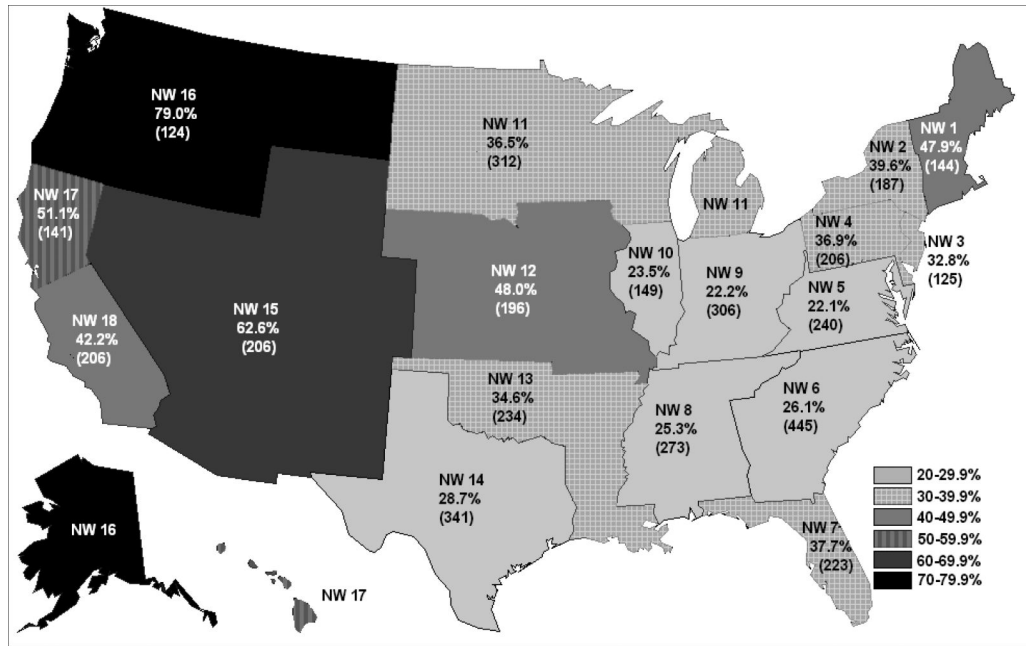 NW 16
79.0%
(124)
NW 11
36.5%
(312)
NW 1
47.9%
(144)
NW 2
39.6%
(187)
NW 17
51.1%
(141)
NW 11
NW 4
36.9%
(206)
NW 3
32.8%
(125)
NW 10
23.5%
(149)
NW 9
22.2%
(306)
NW 12
48.0%
(196)
NW 5
22.1%
(240)
NW 15
62.6%
(206)
NW 18
42.2%
(206)
NW 13
34.6%
(234)
NW 6
26.1%
(445)
NW 8
25.3%
(273)
NW 14
28.7%
(341)
NW 7
37.7%
(223)
NW 16
NW 17
20-29.9%
30-39.9%
40-49.9%
50-59.9%
60-69.9%
70-79.9%